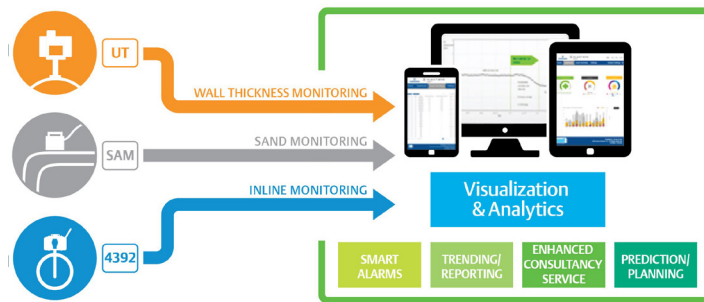 UT
WALL THICKNESS MONITORING
SAM
SAND MONITORING
4392
INLINE MONITORING
Visualization
& Analytics
SMART
ALARMS
TRENDING/
REPORTING
ENHANCED
CONSULTANCY
SERVICE
PREDICTION/
PLANNING